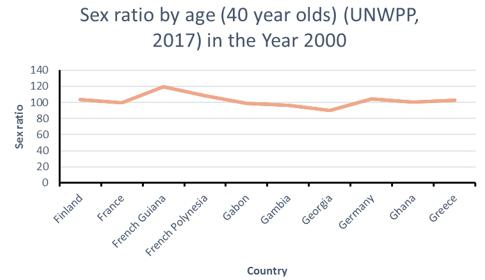 Sex ratio by age (40 year olds) (UNWPP,
2017) in the Year 2000
140
120
100
80
60
40
20
0
Sex ratio
Finland
France
French Guiana
French Polynesia
Gabon
Gambia
Georgia
Germany
Ghana
Greece
Country